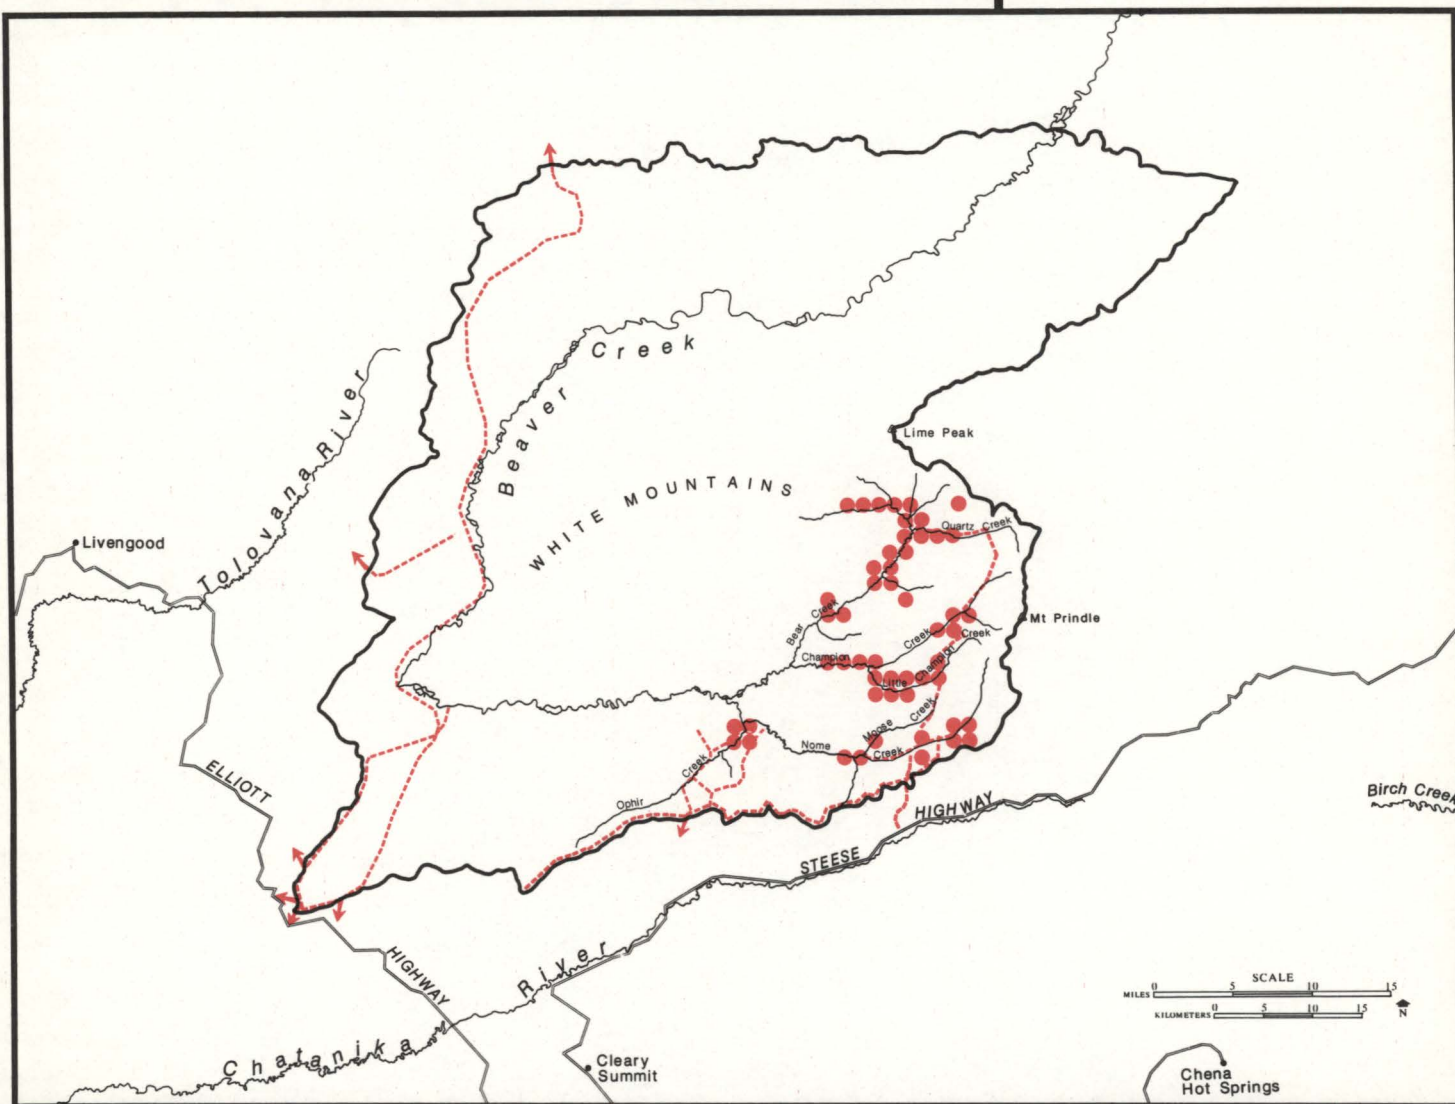 Beaver Creek
Tolovana River
Lime Peak
WHITE MOUNTAINS
Livengood
Quartz Creek
Bear Creek
Mt Prindle
Creek
Champion
Creek
Little Champion
Moose Creek
Nome Creek
ELLIOTT
Ophir Creek
HIGHWAY
STEESE
Birch Creek
HIGHWAY
Chatanika River
SCALE
MILES 0 5 10 15
KILOMETERS 0 5 10 15
N
Cleary
Summit
Chena
Hot Springs